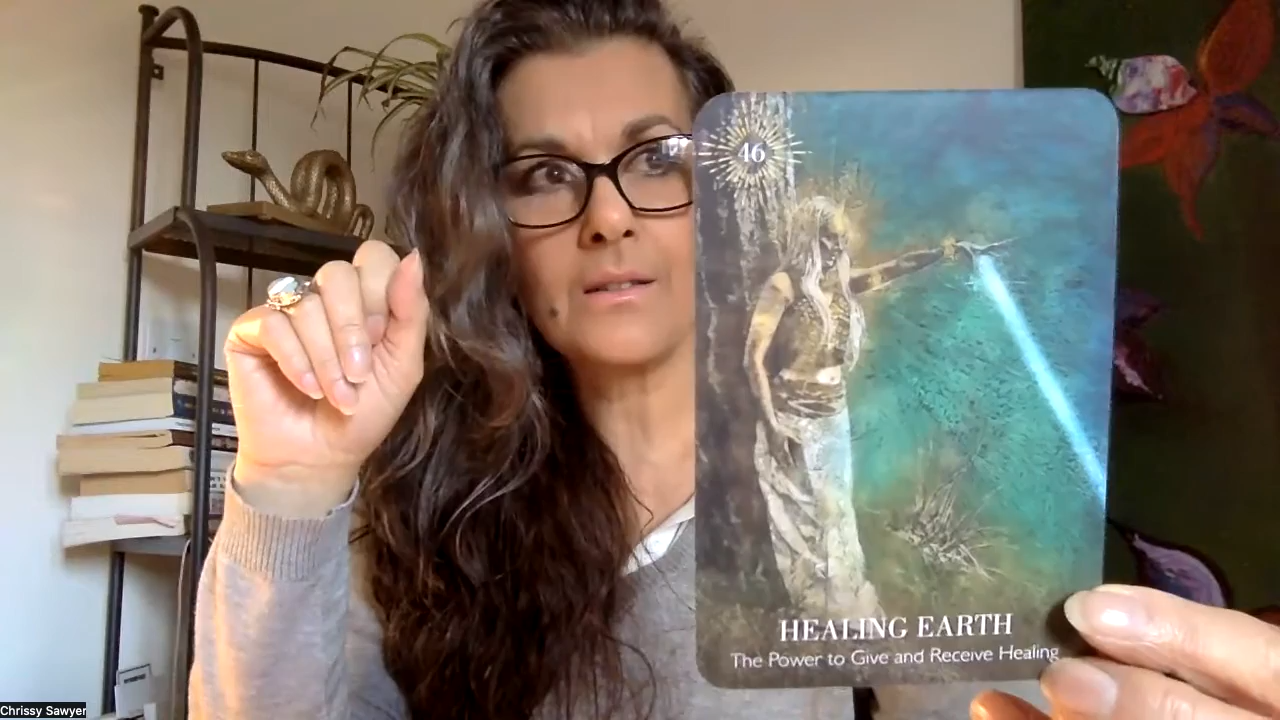 46
HEALING EARTH
The Power to Give and Receive Healing
Chrissy Sawyer